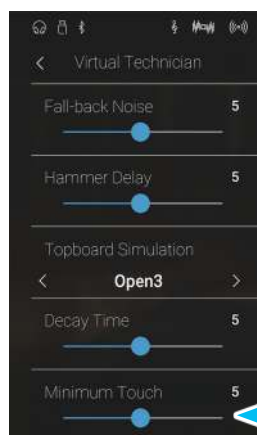 < Virtual Technician
Fall-back Noise 5
Hammer Delay 5
Topboard Simulation
< Open3 >
Decay Time 5
Minimum Touch 5